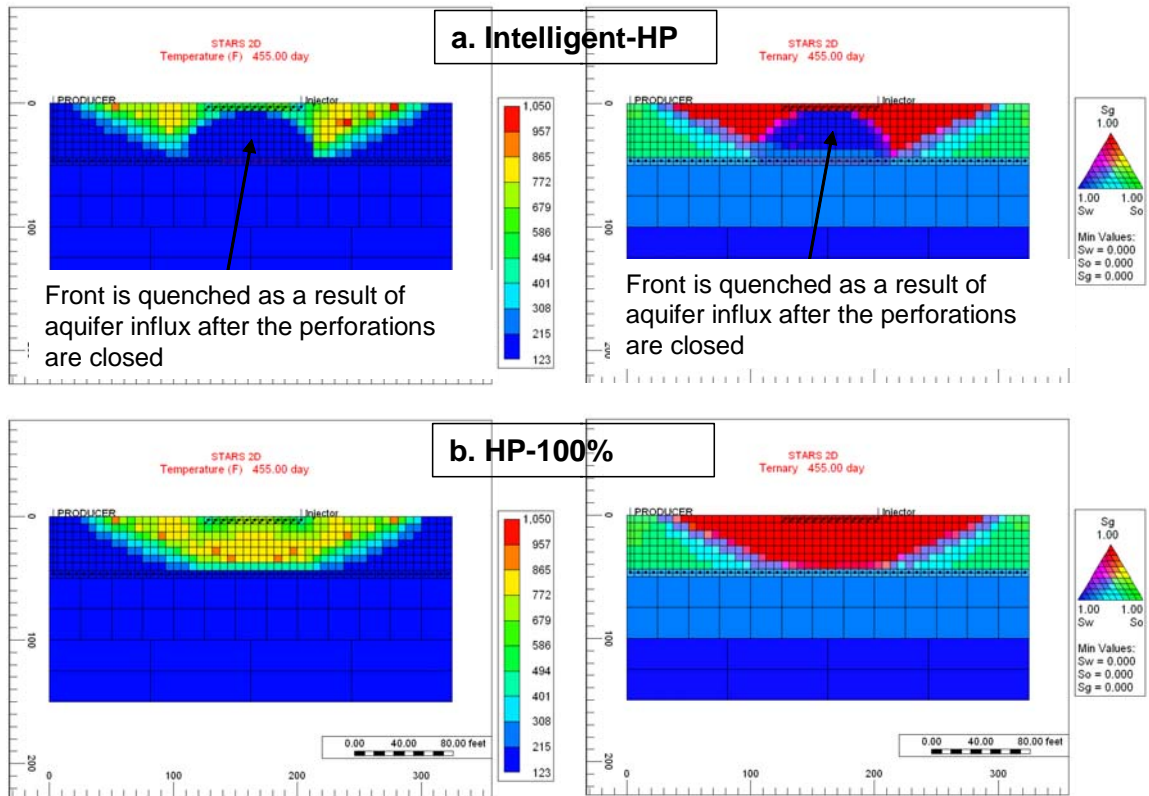 a. Intelligent-HP
STARS 2D
Temperature (F) 455.00 day
PRODUCER
Injector
0
100
1,050
957
865
772
679
586
494
401
308
215
123
Front is quenched as a result of
aquifer influx after the perforations
are closed
STARS 2D
Ternary 455.00 day
PRODUCER
Injector
0
100
200
0
100
200
300
Sg
1.00
1.00 1.00
Sw So
Min Values:
Sw = 0.000
So = 0.000
Sg = 0.000
Front is quenched as a result of
aquifer influx after the perforations
are closed
b. HP-100%
STARS 2D
Temperature (F) 455.00 day
PRODUCER
Injector
0
100
200
0 100 200 300
0.00 40.00 80.00 feet
1,050
957
865
772
679
586
494
401
308
215
123
STARS 2D
Ternary 455.00 day
PRODUCER
Injector
0
100
200
0 100 200 300
0.00 40.00 80.00 feet
Sg
1.00
1.00 1.00
Sw So
Min Values:
Sw = 0.000
So = 0.000
Sg = 0.000